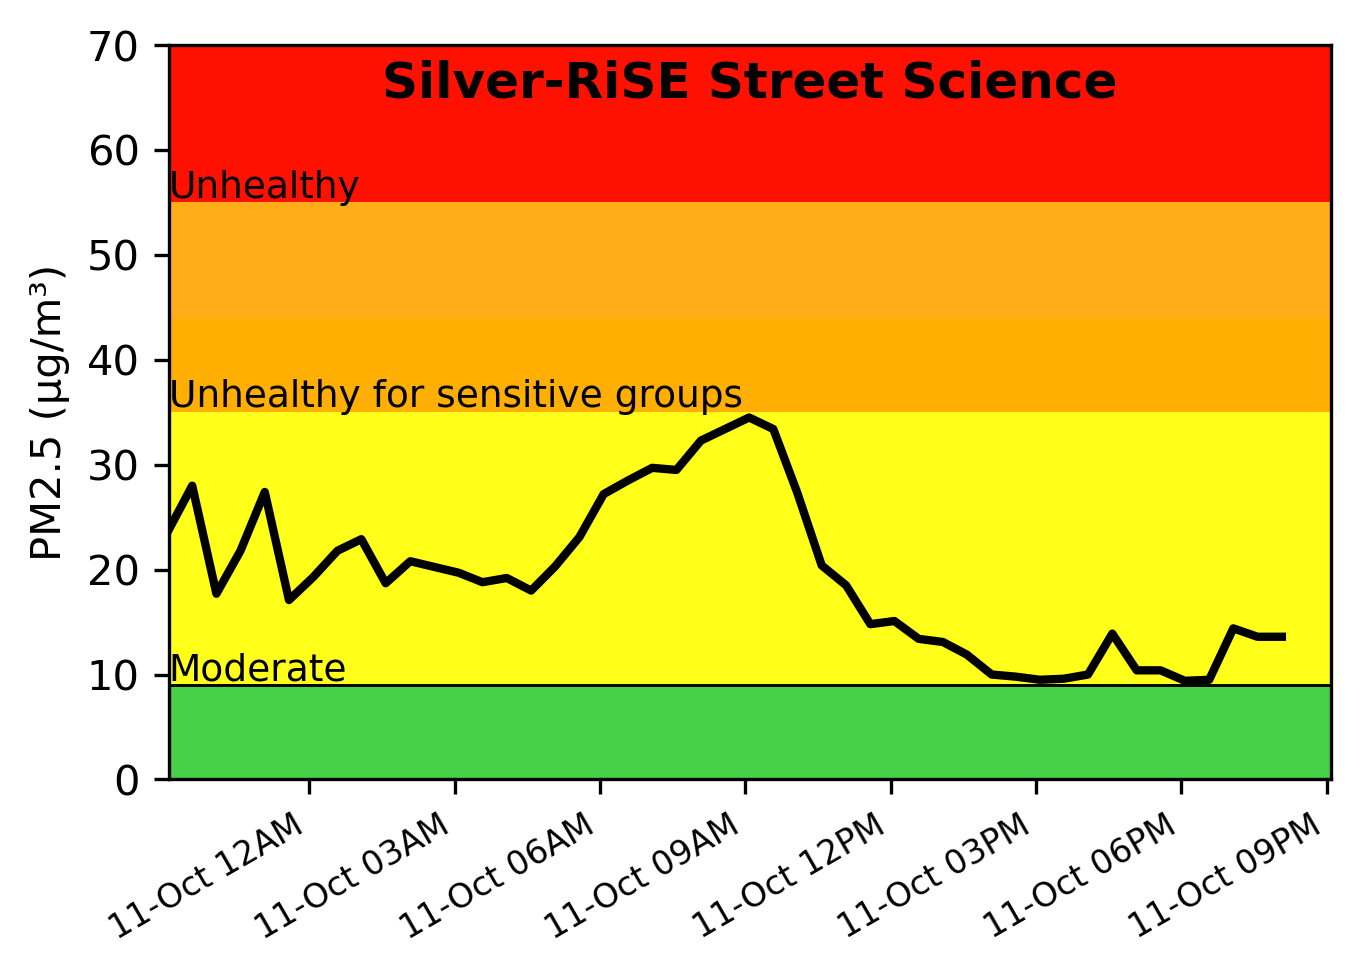 Silver-RiSE Street Science
70
60
Unhealthy
50
40
Unhealthy for sensitive groups
30
20
Moderate
10
0
PM2.5 (µg/m³)
11-Oct 12AM
11-Oct 03AM
11-Oct 06AM
11-Oct 09AM
11-Oct 12PM
11-Oct 03PM
11-Oct 06PM
11-Oct 09PM